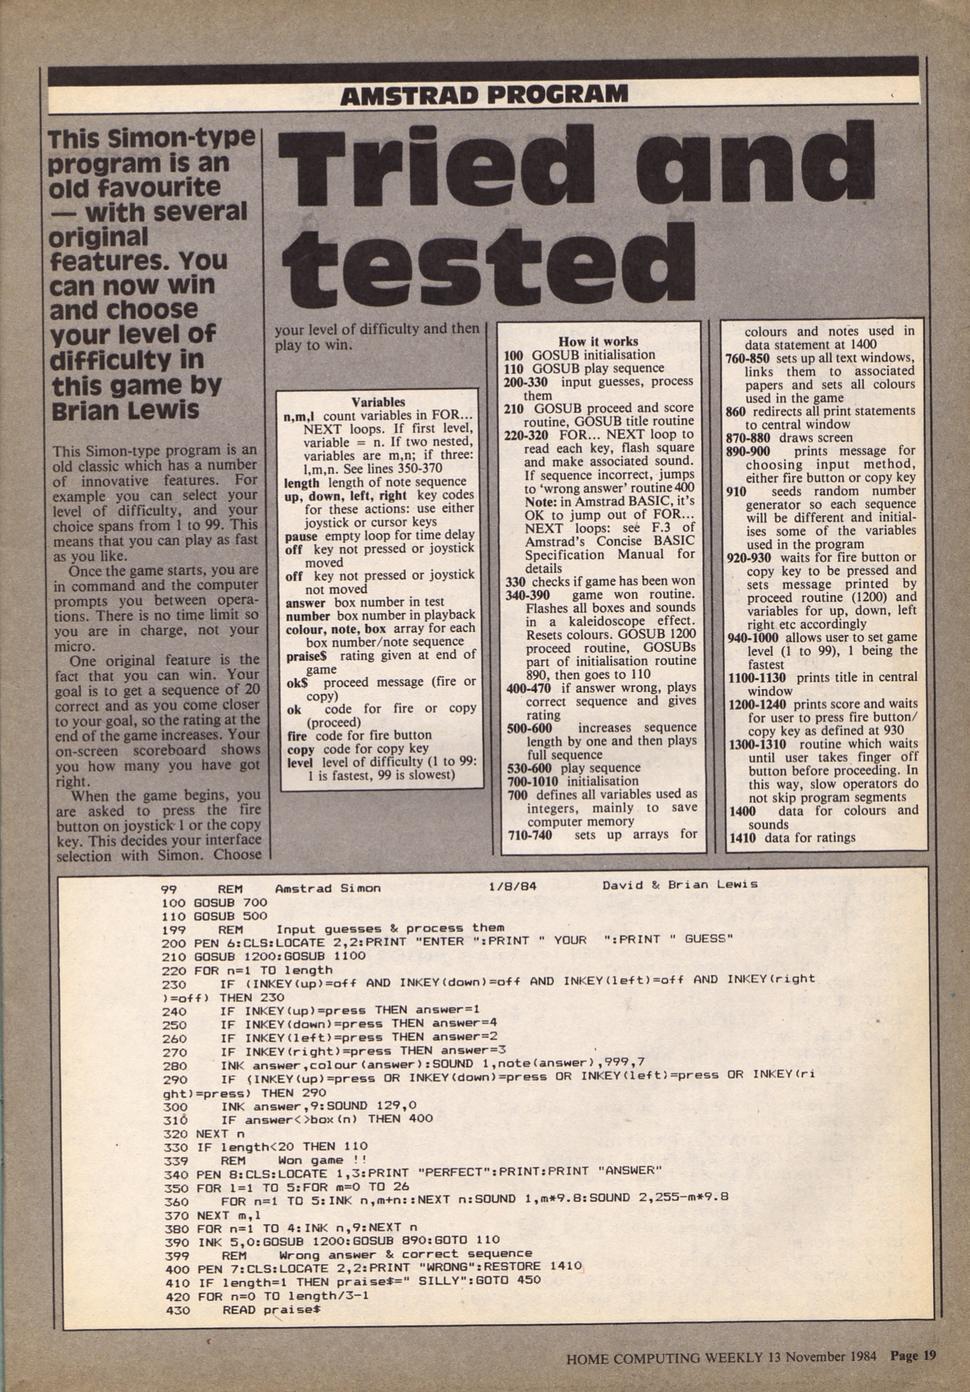 AMSTRAD PROGRAM
This Simon-type
program is an
old favourite
— with several
original
features. You
can now win
and choose
your level of
difficulty in
this game by
Brian Lewis
Tried and
tested
This Simon-type program is an
old classic which has a number
of innovative features. For
example you can select your
level of difficulty, and your
choice spans from 1 to 99. This
means that you can play as fast
as you like.
Once the game starts, you are
in command and the computer
prompts you between opera-
tions. There is no time limit so
you are in charge, not your
micro.
One original feature is the
fact that you can win. Your
goal is to get a sequence of 20
correct and as you come closer
to your goal, so the rating at the
end of the game increases. Your
on-screen scoreboard shows
you how many you have got
right.
When the game begins, you
are asked to press the fire
button on joystick 1 or the copy
key. This decides your interface
selection with Simon. Choose
your level of difficulty and then
play to win.
Variables
n,m,l count variables in FOR...
NEXT loops. If first level,
variable = n. If two nested,
variables are m,n; if three:
l,m,n. See lines 350-370
length length of note sequence
up, down, left, right key codes
for these actions: use either
joystick or cursor keys
pause empty loop for time delay
off key not pressed or joystick
moved
off key not pressed or joystick
not moved
answer box number in test
number box number in playback
colour, note, box array for each
box number/note sequence
praise$ rating given at end of
game
ok$ proceed message (fire or
copy)
ok code for fire or copy
(proceed)
fire code for fire button
copy code for copy key
level level of difficulty (1 to 99:
1 is fastest, 99 is slowest)
How it works
100 GOSUB initialisation
110 GOSUB play sequence
200-330 input guesses, process
them
210 GOSUB proceed and score
routine, GOSUB title routine
220-320 FOR... NEXT loop to
read each key, flash square
and make associated sound.
If sequence incorrect, jumps
to 'wrong answer' routine 400
Note: in Amstrad BASIC, it's
OK to jump out of FOR...
NEXT loops: see F.3 of
Amstrad's Concise BASIC
Specification Manual for
details
330 checks if game has been won
340-390 game won routine.
Flashes all boxes and sounds
in a kaleidoscope effect.
Resets colours. GOSUB 1200
proceed routine, GOSUBs
part of initialisation routine
890, then goes to 110
400-470 if answer wrong, plays
correct sequence and gives
rating
500-600 increases sequence
length by one and then plays
full sequence
530-600 play sequence
700-1010 initialisation
700 defines all variables used as
integers, mainly to save
computer memory
710-740 sets up arrays for
colours and notes used in
data statement at 1400
760-850 sets up all text windows,
links them to associated
papers and sets all colours
used in the game
860 redirects all print statements
to central window
870-880 draws screen
890-900 prints message for
choosing input method,
either fire button or copy key
910 seeds random number
generator so each sequence
will be different and initial-
ises some of the variables
used in the program
920-930 waits for fire button or
copy key to be pressed and
sets message printed by
proceed routine (1200) and
variables for up, down, left
right etc accordingly
940-1000 allows user to set game
level (1 to 99), 1 being the
fastest
1100-1130 prints title in central
window
1200-1240 prints score and waits
for user to press fire button/
copy key as defined at 930
1300-1310 routine which waits
until user takes finger off
button before proceeding. In
this way, slow operators do
not skip program segments
1400 data for colours and
sounds
1410 data for ratings
99 REM Amstrad Simon 1/8/84 David & Brian Lewis
100 GOSUB 700
110 GOSUB 500
199 REM Input guesses & process them
200 PEN 6:CLS:LOCATE 2,2:PRINT "ENTER ":PRINT " YOUR ":PRINT " GUESS"
210 GOSUB 1200:GOSUB 1100
220 FOR n=1 TO length
230 IF (INKEY(up)=off AND INKEY(down)=off AND INKEY(left)=off AND INKEY(right
)=off) THEN 230
240 IF INKEY(up)=press THEN answer=1
250 IF INKEY(down)=press THEN answer=4
260 IF INKEY(left)=press THEN answer=2
270 IF INKEY(right)=press THEN answer=3
280 INK answer,colour(answer):SOUND 1,note(answer),999,7
290 IF (INKEY(up)=press OR INKEY(down)=press OR INKEY(left)=press OR INKEY(ri
ght)=press) THEN 290
300 INK answer,9:SOUND 129,0
310 IF answer<>box(n) THEN 400
320 NEXT n
330 IF length<20 THEN 110
339 REM Won game !!
340 PEN 8:CLS:LOCATE 1,3:PRINT "PERFECT":PRINT:PRINT "ANSWER"
350 FOR l=1 TO 5:FOR m=0 TO 26
360 FOR n=1 TO 5:INK n,m+n::NEXT n:SOUND 1,m*9.8:SOUND 2,255-m*9.8
370 NEXT m,l
380 FOR n=1 TO 4:INK n,9:NEXT n
390 INK 5,0:GOSUB 1200:GOSUB 890:GOTO 110
399 REM Wrong answer & correct sequence
400 PEN 7:CLS:LOCATE 2,2:PRINT "WRONG":RESTORE 1410
410 IF length=1 THEN praise$=" SILLY":GOTO 450
420 FOR n=0 TO length/3-1
430 READ praise$
HOME COMPUTING WEEKLY 13 November 1984 Page 19